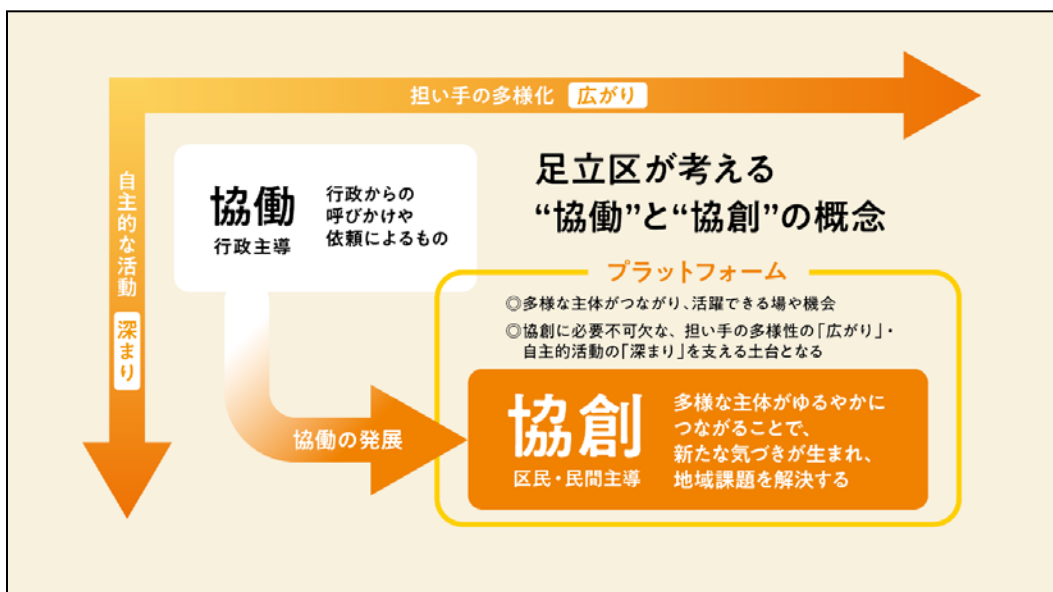 担い手の多様化 広がり
自主的な活動 深まり
足立区が考える
“協働”と“協創”の概念
協働
行政主導
行政からの
呼びかけや
依頼によるもの
プラットフォーム
◎多様な主体がつながり、活躍できる場や機会
◎協創に必要不可欠な、担い手の多様性の「広がり」・
自主的活動の「深まり」を支える土台となる
協働の発展
協創
区民・民間主導
多様な主体がゆるやかに
つながることで、
新たな気づきが生まれ、
地域課題を解決する